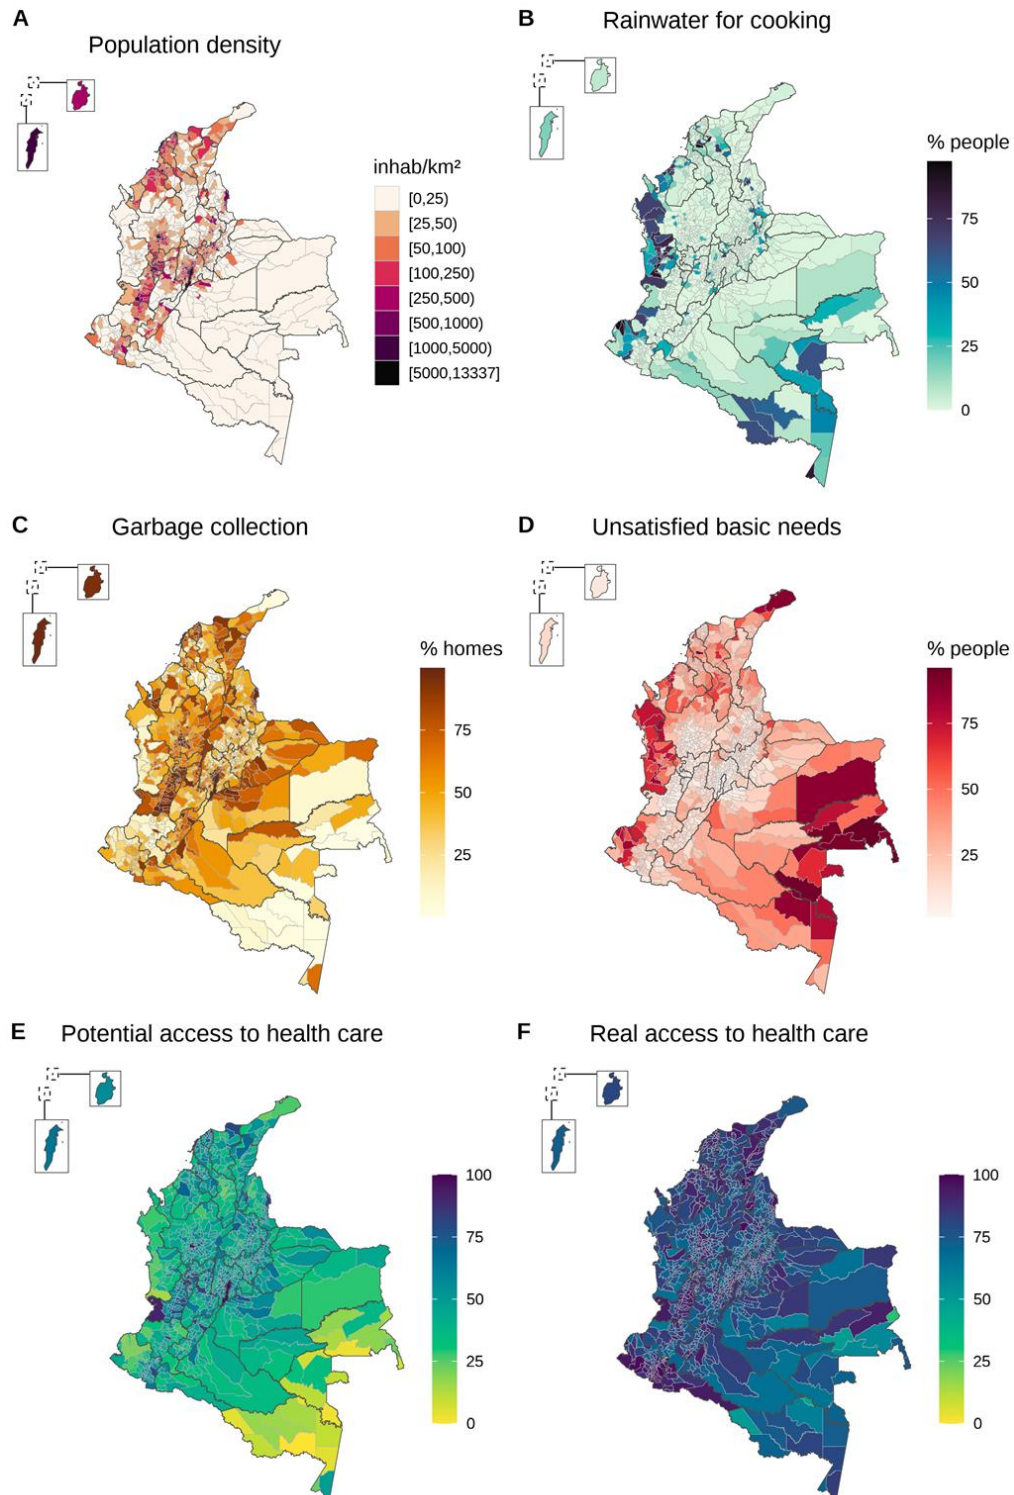 A
Population density
inhab/km²
[0,25)
[25,50)
[50,100)
[100,250)
[250,500)
[500,1000)
[1000,5000)
[5000,13337]
B
Rainwater for cooking
% people
75
50
25
0
C
Garbage collection
% homes
75
50
25
D
Unsatisfied basic needs
% people
75
50
25
E
Potential access to health care
100
75
50
25
0
F
Real access to health care
100
75
50
25
0